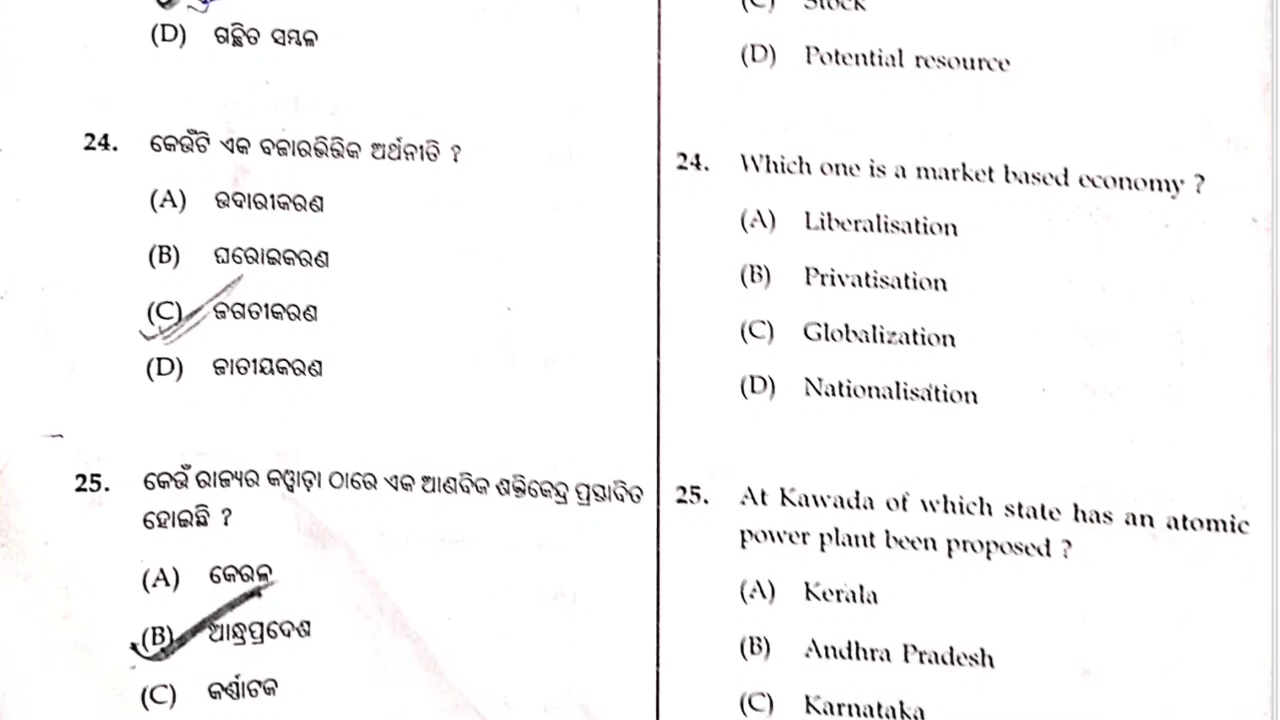 (D) ଗଚ୍ଛିତ ସମ୍ବଳ
24. କେଉଁଟି ଏକ ବଜାରଭିତ୍ତିକ ଅର୍ଥନୀତି ?
(A) ଉଦାରୀକରଣ
(B) ଘରୋଇକରଣ
(C) ଜଗତୀକରଣ
(D) ଜାତୀୟକରଣ
25. କେଉଁ ରାଜ୍ୟର କୱାଡ଼ା ଠାରେ ଏକ ଆଣବିକ ଶକ୍ତିକେନ୍ଦ୍ର ପ୍ରସ୍ତାବିତ
ହୋଇଛି ?
(A) କେରଳ
(B) ଆନ୍ଧ୍ରପ୍ରଦେଶ
(C) କର୍ଣ୍ଣାଟକ
(C) Stock
(D) Potential resource
24. Which one is a market based economy ?
(A) Liberalisation
(B) Privatisation
(C) Globalization
(D) Nationalisation
25. At Kawada of which state has an atomic
power plant been proposed ?
(A) Kerala
(B) Andhra Pradesh
(C) Karnataka